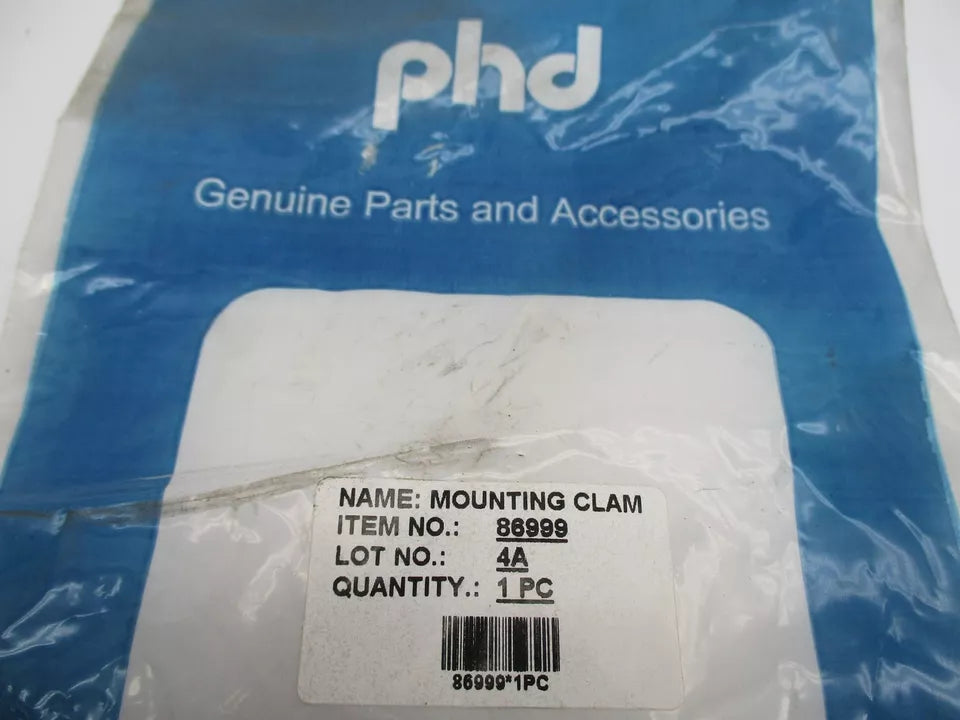 phd
Genuine Parts and Accessories
NAME: MOUNTING CLAM
ITEM NO.: 86999
LOT NO.: 4A
QUANTITY.: 1 PC
86999*1PC